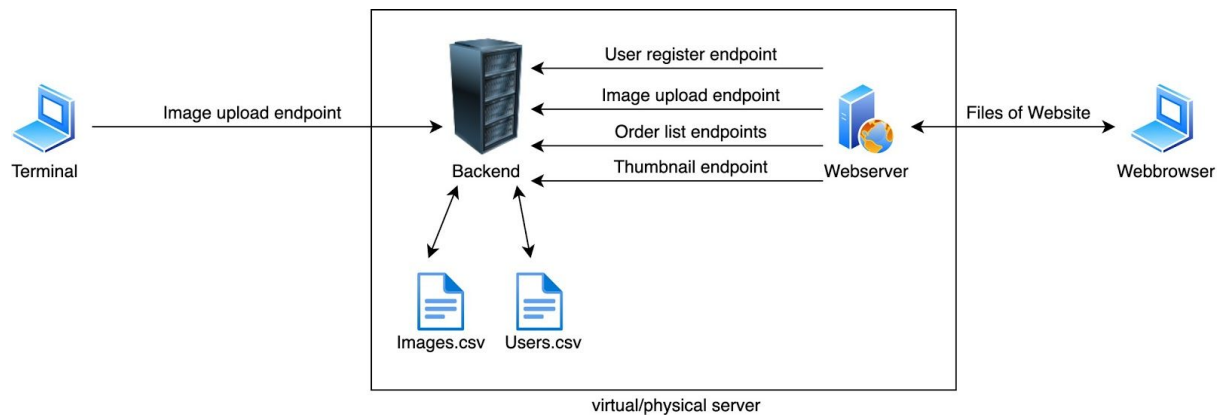 User register endpoint
Image upload endpoint
Image upload endpoint
Files of Website
Order list endpoints
Thumbnail endpoint
Terminal
Backend
Webserver
Webbrowser
Images.csv
Users.csv
virtual/physical server